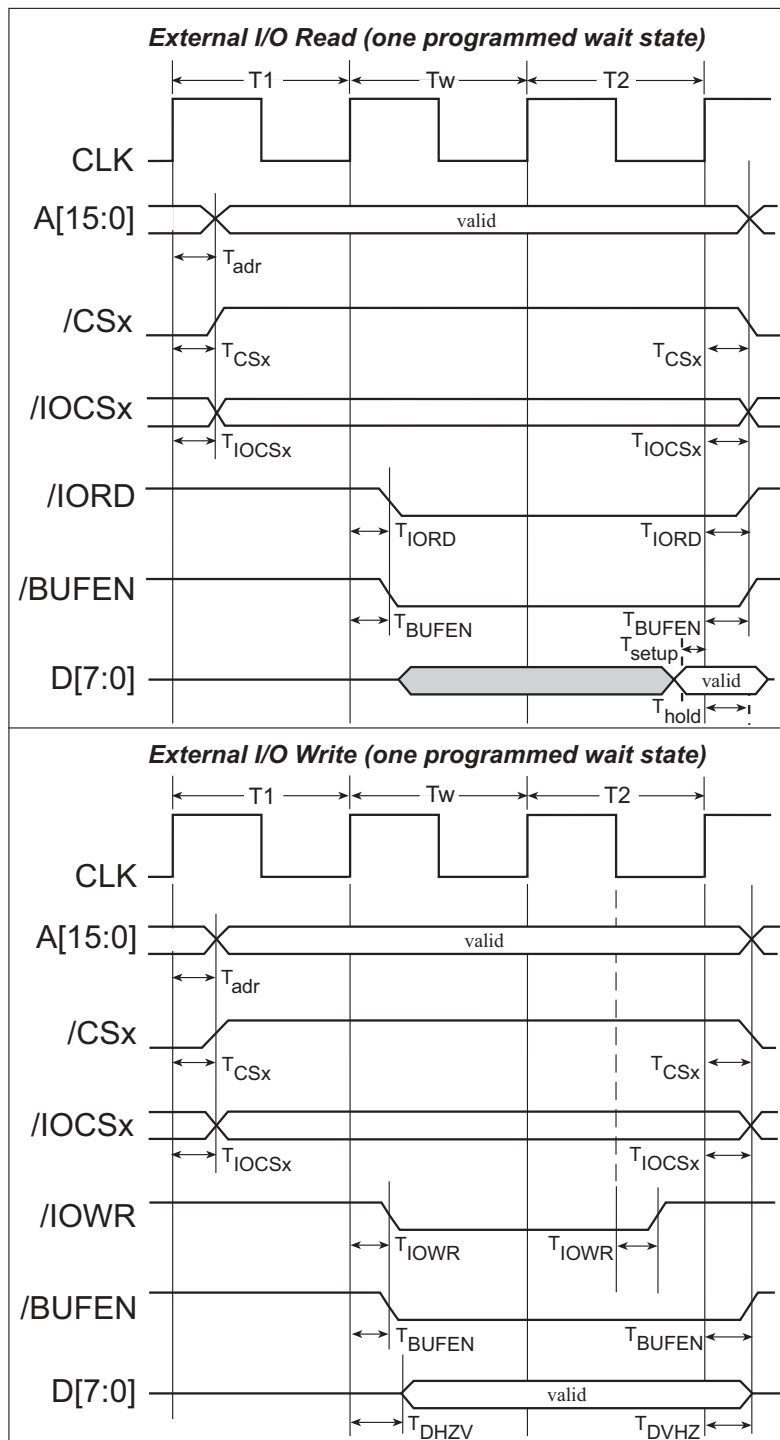 External I/O Read (one programmed wait state)
T1 Tw T2
CLK
A[15:0] valid
Tadr
/CSx
TCSx TCSx
/IOCSx
TIOCSx TIOCSx
/IORD
TIORD TIORD
/BUFEN
TBUFEN TBUFEN
Tsetup
D[7:0] valid
Thold
External I/O Write (one programmed wait state)
T1 Tw T2
CLK
A[15:0] valid
Tadr
/CSx
TCSx TCSx
/IOCSx
TIOCSx TIOCSx
/IOWR
TIOWR TIOWR
/BUFEN
TBUFEN TBUFEN
D[7:0] valid
TDHZV TDVHZ